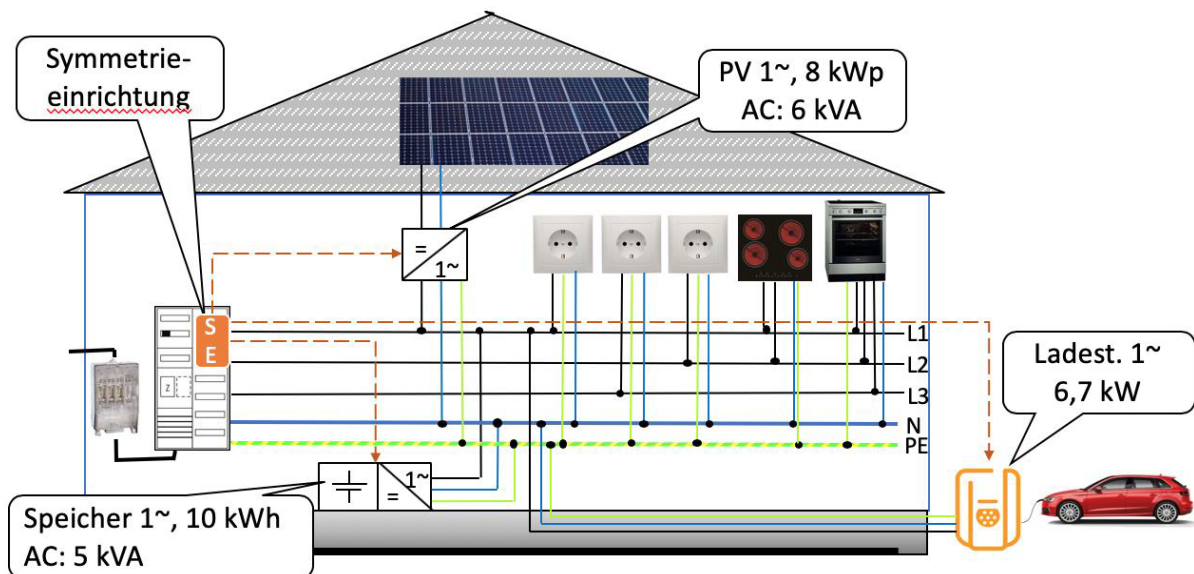 Symmetrie-
einrichtung
PV 1~, 8 kWp
AC: 6 kVA
=
1~
S
E
L1
L2
L3
N
PE
Z
Ladest. 1~
6,7 kW
1~
=
Speicher 1~, 10 kWh
AC: 5 kVA